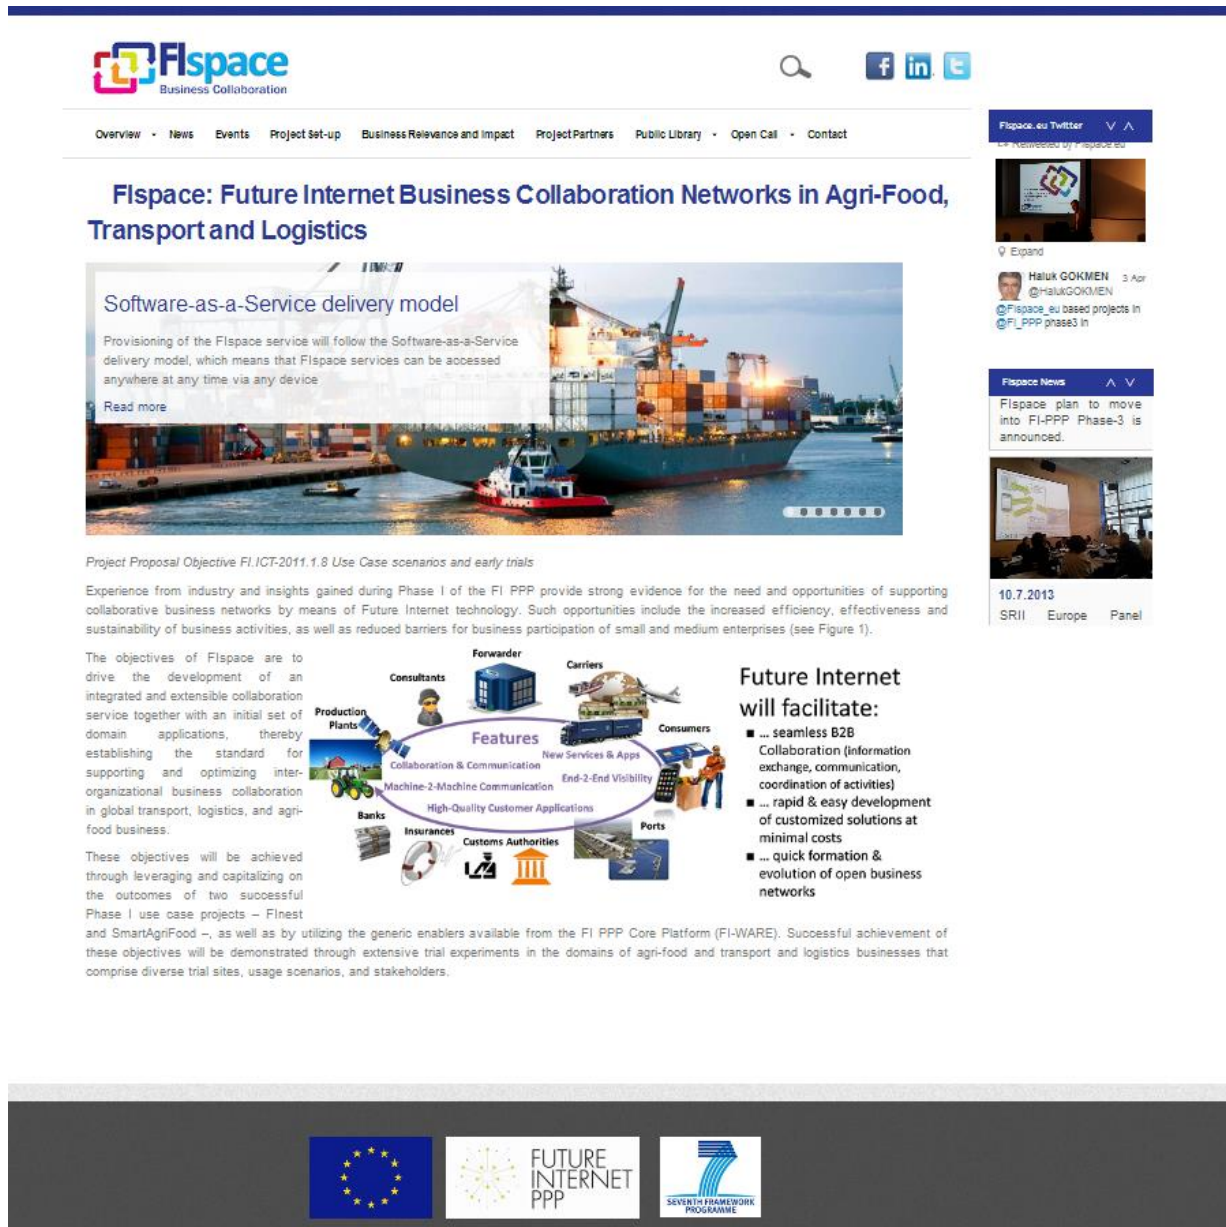 FIspace
Business Collaboration
Overview
News
Events
Project Set-up
Business Relevance and Impact
Project Partners
Public Library
Open Call
Contact
FIspace: Future Internet Business Collaboration Networks in Agri-Food,
Transport and Logistics
Software-as-a-Service delivery model
Provisioning of the FIspace service will follow the Software-as-a-Service
delivery model, which means that FIspace services can be accessed
anywhere at any time via any device
Read more
Project Proposal Objective FI.ICT-2011.1.8 Use Case scenarios and early trials
Experience from industry and insights gained during Phase I of the FI PPP provide strong evidence for the need and opportunities of supporting
collaborative business networks by means of Future Internet technology. Such opportunities include the increased efficiency, effectiveness and
sustainability of business activities, as well as reduced barriers for business participation of small and medium enterprises (see Figure 1).
The objectives of FIspace are to
drive the development of an
integrated and extensible collaboration
service together with an initial set of
domain applications, thereby
establishing the standard for
supporting and optimizing inter-
organizational business collaboration
in global transport, logistics, and agri-
food business.
These objectives will be achieved
through leveraging and capitalizing on
the outcomes of two successful
Phase I use case projects – FInest
and SmartAgriFood –, as well as by utilizing the generic enablers available from the FI PPP Core Platform (FI-WARE). Successful achievement of
these objectives will be demonstrated through extensive trial experiments in the domains of agri-food and transport and logistics businesses that
comprise diverse trial sites, usage scenarios, and stakeholders.
Forwarder
Consultants
Carriers
Production
Plants
Consumers
Features
New Services & Apps
Collaboration & Communication
End-2-End Visibility
Machine-2-Machine Communication
High-Quality Customer Applications
Banks
Insurances
Customs Authorities
Ports
Future Internet
will facilitate:
■ ... seamless B2B
Collaboration (information
exchange, communication,
coordination of activities)
■ ... rapid & easy development
of customized solutions at
minimal costs
■ ... quick formation &
evolution of open business
networks
FIspace.eu Twitter
Retweeted by FIspace.eu
Expand
Haluk GOKMEN 3 Apr
@HalukGOKMEN
@FIspace_eu based projects in
@FI_PPP phase3 in
FIspace News
FIspace plan to move
into FI-PPP Phase-3 is
announced.
10.7.2013
SRII Europe Panel
FUTURE
INTERNET
PPP
SEVENTH FRAMEWORK
PROGRAMME